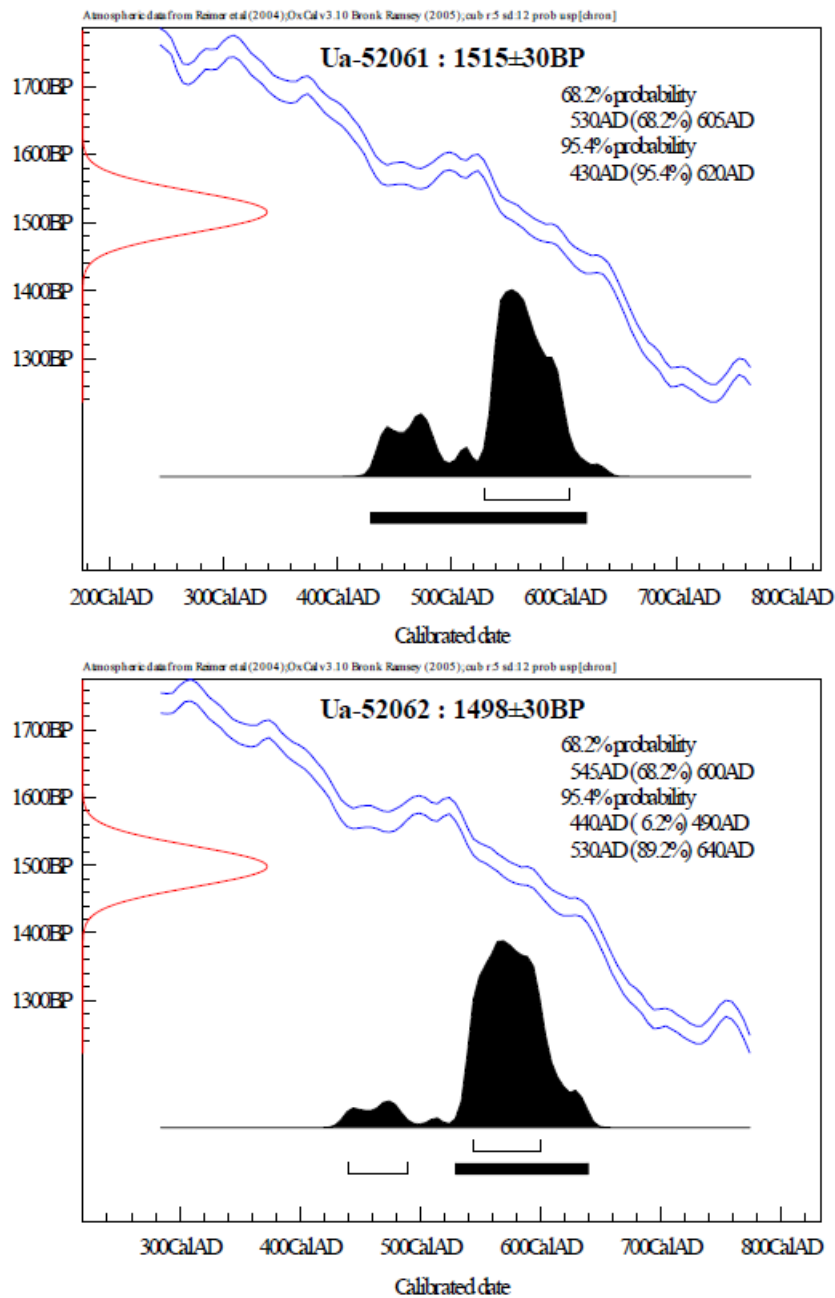 Atmospheric data from Reimer et al (2004);OxCal v3.10 Bronk Ramsey (2005); cub r:5 sd:12 prob usp[chron]
Ua-52061 : 1515±30BP
68.2% probability
530AD (68.2%) 605AD
95.4% probability
430AD (95.4%) 620AD
1700BP
1600BP
1500BP
1400BP
1300BP
200CalAD 300CalAD 400CalAD 500CalAD 600CalAD 700CalAD 800CalAD
Calibrated date
Atmospheric data from Reimer et al (2004);OxCal v3.10 Bronk Ramsey (2005); cub r:5 sd:12 prob usp[chron]
Ua-52062 : 1498±30BP
68.2% probability
545AD (68.2%) 600AD
95.4% probability
440AD ( 6.2%) 490AD
530AD (89.2%) 640AD
1700BP
1600BP
1500BP
1400BP
1300BP
300CalAD 400CalAD 500CalAD 600CalAD 700CalAD 800CalAD
Calibrated date